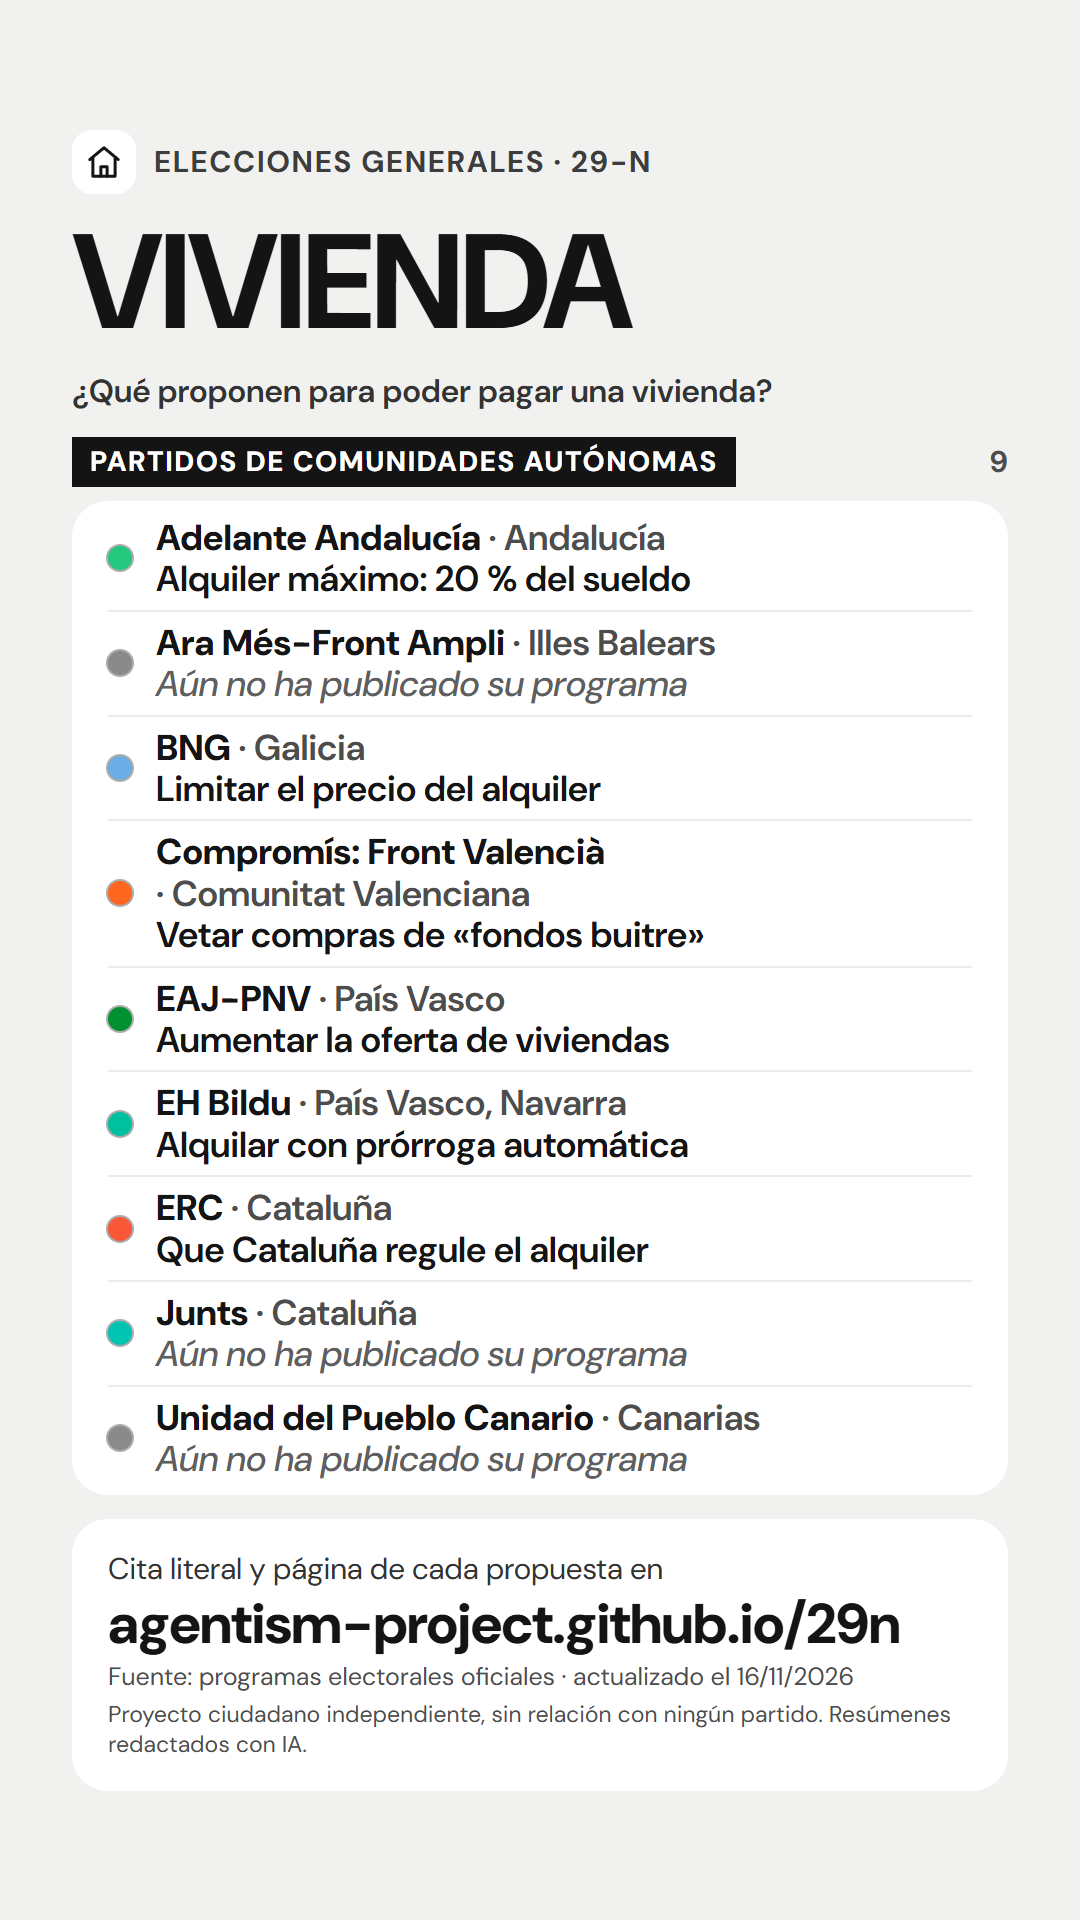 ELECCIONES GENERALES · 29-N
VIVIENDA
¿Qué proponen para poder pagar una vivienda?
PARTIDOS DE COMUNIDADES AUTÓNOMAS 9
Adelante Andalucía · Andalucía
Alquiler máximo: 20 % del sueldo
Ara Més-Front Ampli · Illes Balears
Aún no ha publicado su programa
BNG · Galicia
Limitar el precio del alquiler
Compromís: Front Valencià
· Comunitat Valenciana
Vetar compras de «fondos buitre»
EAJ-PNV · País Vasco
Aumentar la oferta de viviendas
EH Bildu · País Vasco, Navarra
Alquilar con prórroga automática
ERC · Cataluña
Que Cataluña regule el alquiler
Junts · Cataluña
Aún no ha publicado su programa
Unidad del Pueblo Canario · Canarias
Aún no ha publicado su programa
Cita literal y página de cada propuesta en
agentism-project.github.io/29n
Fuente: programas electorales oficiales · actualizado el 16/11/2026
Proyecto ciudadano independiente, sin relación con ningún partido. Resúmenes
redactados con IA.